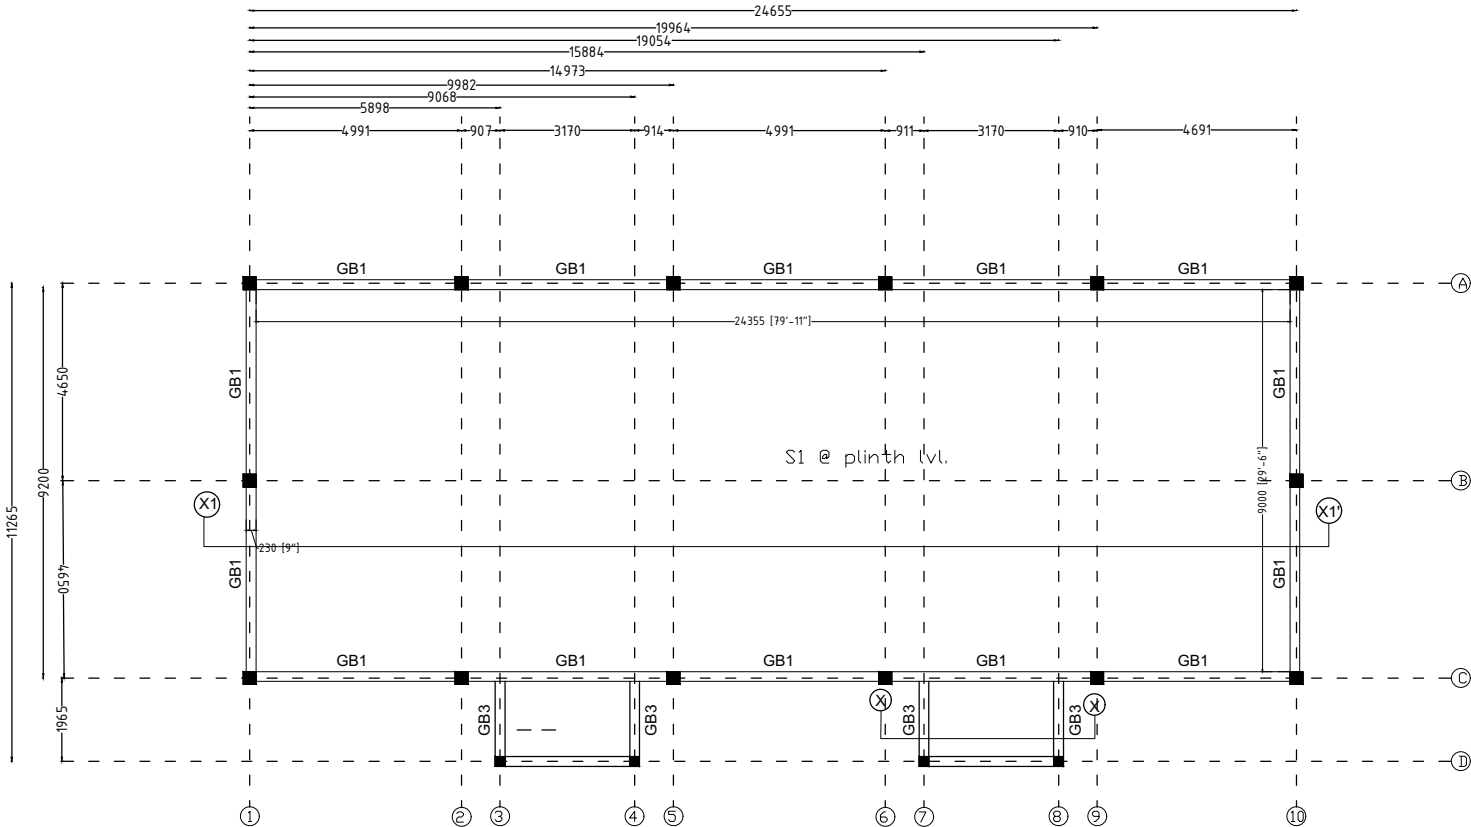 24655
19964
19054
15884
14973
9982
9068
5898
4991 907 3170 914 4991 911 3170 910 4691
GB1 GB1 GB1 GB1 GB1
A
24355 [79'-11"]
4650
GB1
GB1
S1 @ plinth lvl.
9000 [29'-6"]
B
9200
11265
X1
X1'
230 [9"]
4650
GB1
GB1
GB1 GB1 GB1 GB1 GB1
C
X
X
1965
GB3
GB3
GB3
GB3
D
1 2 3 4 5 6 7 8 9 10